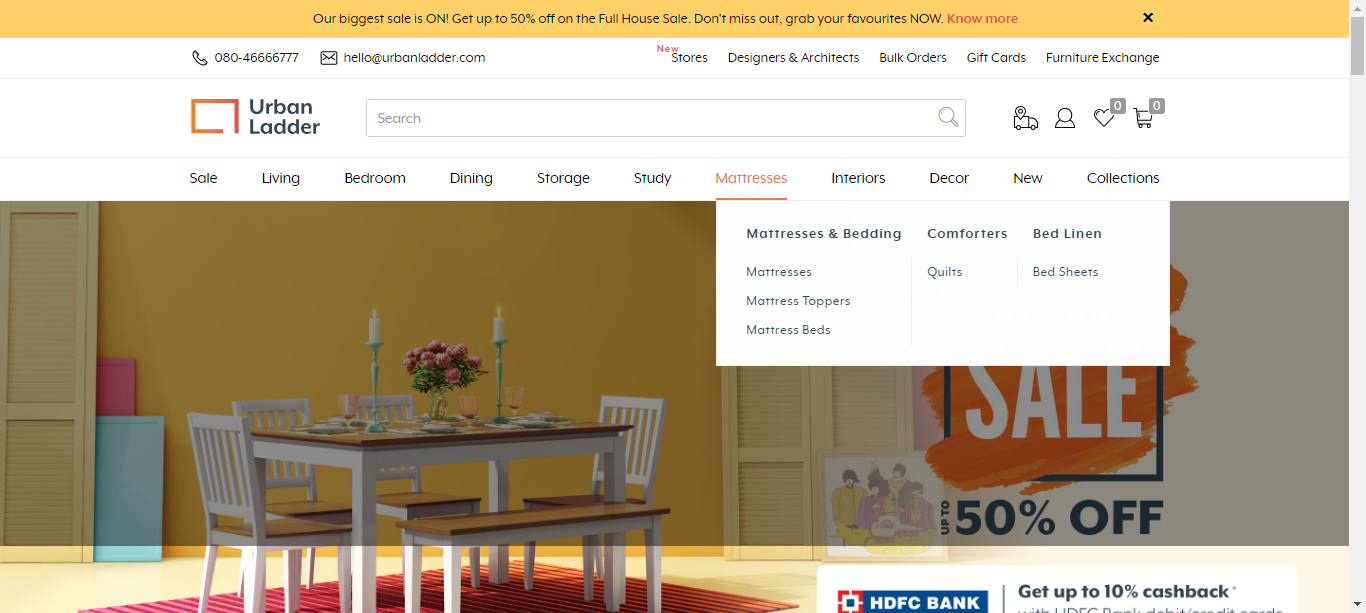 Our biggest sale is ON! Get up to 50% off on the Full House Sale. Don't miss out, grab your favourites NOW. Know more
080-46666777 hello@urbanladder.com New Stores Designers & Architects Bulk Orders Gift Cards Furniture Exchange
Urban
Ladder
Search
0 0
Sale Living Bedroom Dining Storage Study Mattresses Interiors Decor New Collections
Mattresses & Bedding Comforters Bed Linen
Mattresses Quilts Bed Sheets
Mattress Toppers
Mattress Beds
SALE
UP TO 50% OFF
HDFC BANK Get up to 10% cashback*
with HDFC Bank debit/credit cards